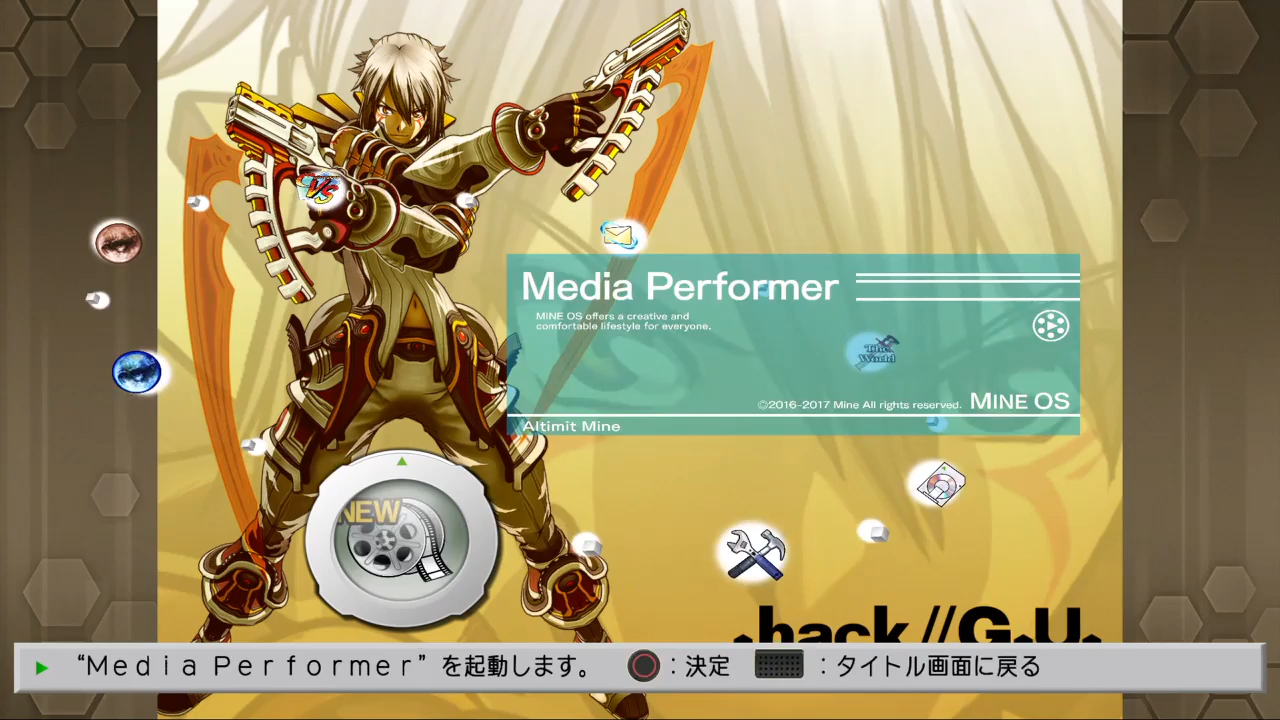 VS
Media Performer
MINE OS offers a creative and
comfortable lifestyle for everyone.
The
World
©2016-2017 Mine All rights reserved. MINE OS
Altimit Mine
NEW
.hack//G.U.
“Media Performer”を起動します。 :決定 :タイトル画面に戻る